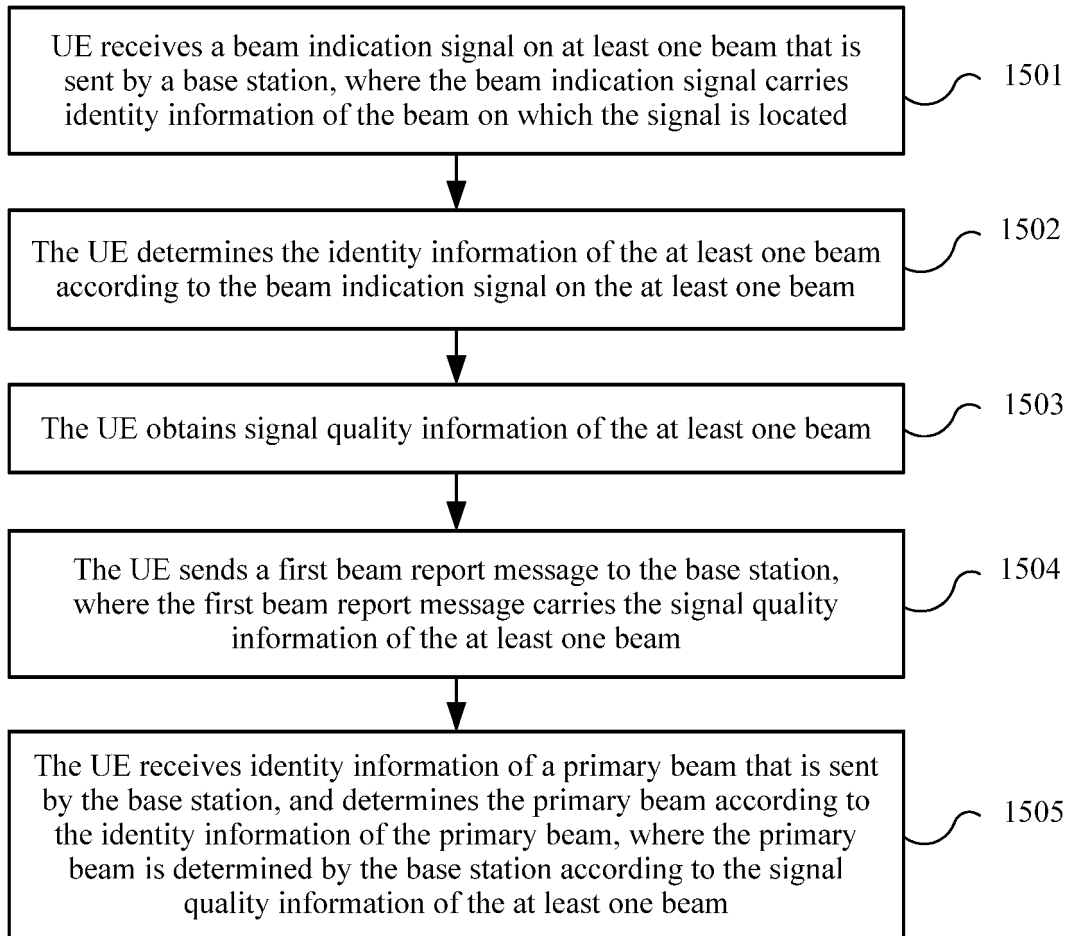 UE receives a beam indication signal on at least one beam that is
sent by a base station, where the beam indication signal carries
identity information of the beam on which the signal is located
1501
The UE determines the identity information of the at least one beam
according to the beam indication signal on the at least one beam
1502
The UE obtains signal quality information of the at least one beam
1503
The UE sends a first beam report message to the base station,
where the first beam report message carries the signal quality
information of the at least one beam
1504
The UE receives identity information of a primary beam that is sent
by the base station, and determines the primary beam according to
the identity information of the primary beam, where the primary
beam is determined by the base station according to the signal
quality information of the at least one beam
1505